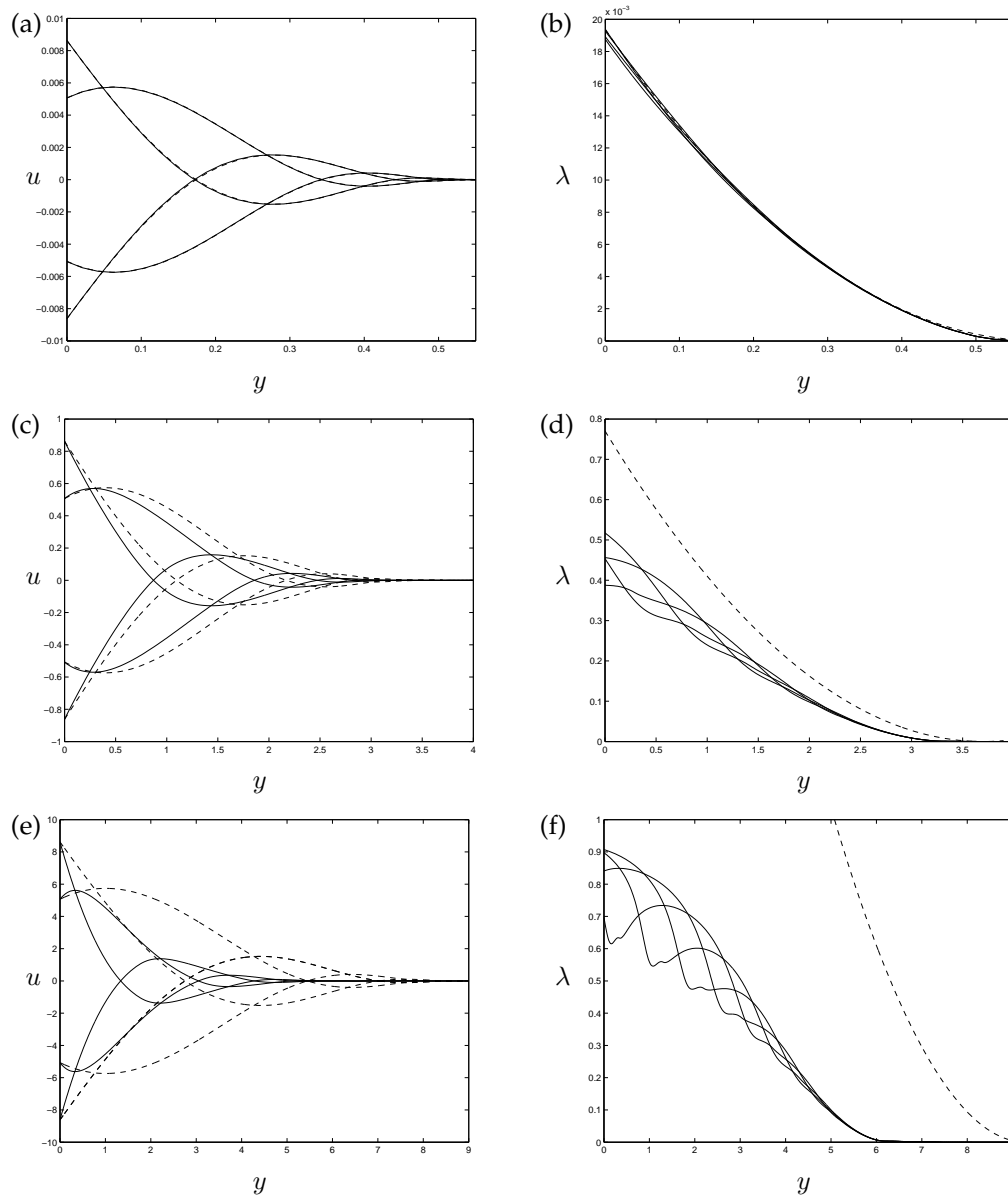 (a)
0.01
0.008
0.006
0.004
0.002
0
−0.002
−0.004
−0.006
−0.008
−0.01
u
0 0.1 0.2 0.3 0.4 0.5
y
(b)
x 10⁻³
20
18
16
14
12
10
8
6
4
2
0
λ
0 0.1 0.2 0.3 0.4 0.5
y
(c)
1
0.8
0.6
0.4
0.2
0
−0.2
−0.4
−0.6
−0.8
−1
u
0 0.5 1 1.5 2 2.5 3 3.5 4
y
(d)
0.8
0.7
0.6
0.5
0.4
0.3
0.2
0.1
0
λ
0 0.5 1 1.5 2 2.5 3 3.5
y
(e)
10
8
6
4
2
0
−2
−4
−6
−8
−10
u
0 1 2 3 4 5 6 7 8 9
y
(f)
1
0.9
0.8
0.7
0.6
0.5
0.4
0.3
0.2
0.1
0
λ
0 1 2 3 4 5 6 7 8
y